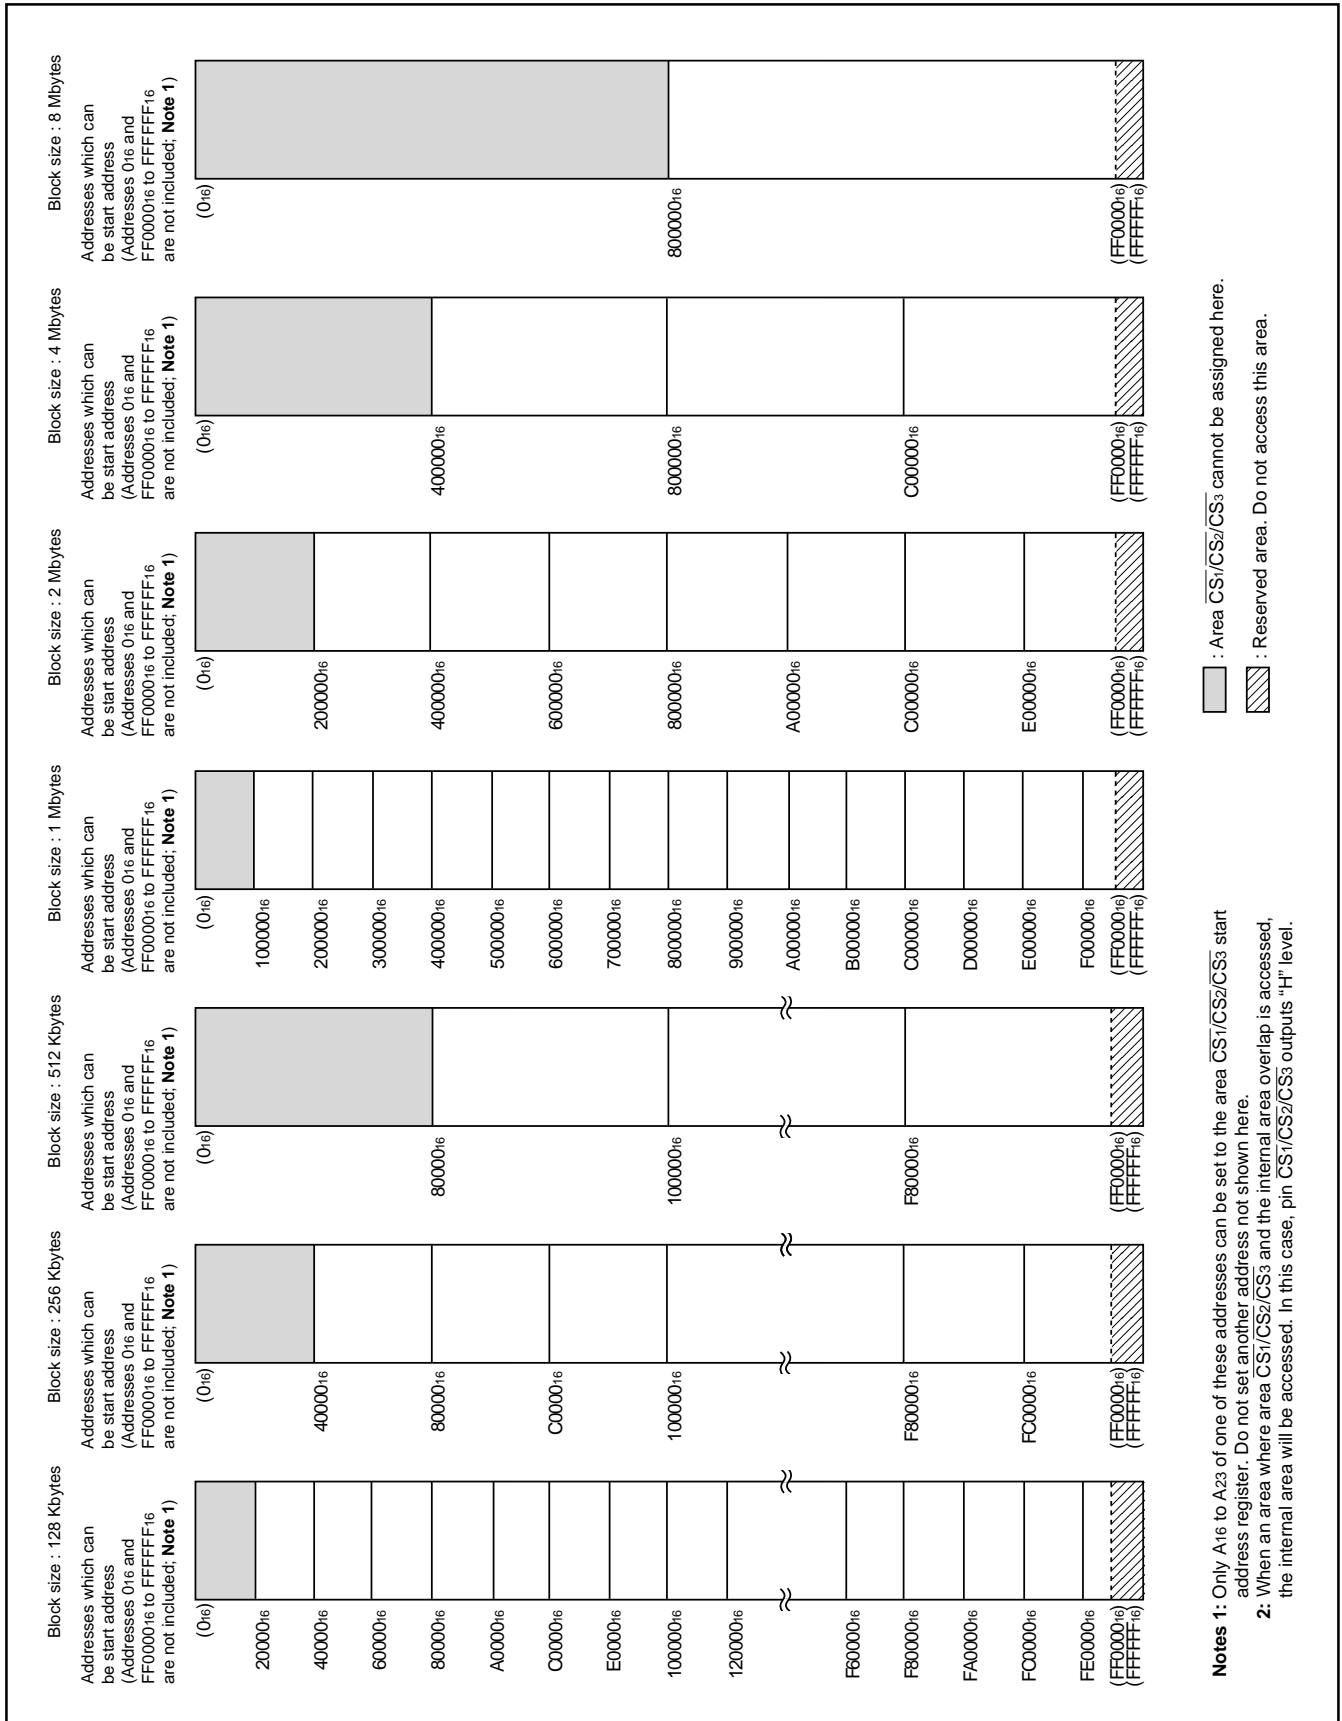 Block size : 128 Kbytes
Addresses which can
be start address
(Addresses 016 and
FF000016 to FFFFFF16
are not included; Note 1)
(016)
2000016
4000016
6000016
8000016
A000016
C000016
E000016
10000016
12000016
F6000016
F8000016
FA000016
FC000016
FE000016
(FF000016)
(FFFFFF16)
Block size : 256 Kbytes
Addresses which can
be start address
(Addresses 016 and
FF000016 to FFFFFF16
are not included; Note 1)
(016)
4000016
8000016
C000016
10000016
F8000016
FC000016
(FF000016)
(FFFFFF16)
Block size : 512 Kbytes
Addresses which can
be start address
(Addresses 016 and
FF000016 to FFFFFF16
are not included; Note 1)
(016)
8000016
10000016
F8000016
(FF000016)
(FFFFFF16)
Block size : 1 Mbytes
Addresses which can
be start address
(Addresses 016 and
FF000016 to FFFFFF16
are not included; Note 1)
(016)
10000016
20000016
30000016
40000016
50000016
60000016
70000016
80000016
90000016
A0000016
B0000016
C0000016
D0000016
E0000016
F0000016
(FF000016)
(FFFFFF16)
Block size : 2 Mbytes
Addresses which can
be start address
(Addresses 016 and
FF000016 to FFFFFF16
are not included; Note 1)
(016)
20000016
40000016
60000016
80000016
A0000016
C0000016
E0000016
(FF000016)
(FFFFFF16)
Block size : 4 Mbytes
Addresses which can
be start address
(Addresses 016 and
FF000016 to FFFFFF16
are not included; Note 1)
(016)
40000016
80000016
C0000016
(FF000016)
(FFFFFF16)
Block size : 8 Mbytes
Addresses which can
be start address
(Addresses 016 and
FF000016 to FFFFFF16
are not included; Note 1)
(016)
80000016
(FF000016)
(FFFFFF16)
: Area CS1/CS2/CS3 cannot be assigned here.
: Reserved area. Do not access this area.
Notes 1: Only A16 to A23 of one of these addresses can be set to the area CS1/CS2/CS3 start
address register. Do not set another address not shown here.
2: When an area where area CS1/CS2/CS3 and the internal area overlap is accessed,
the internal area will be accessed. In this case, pin CS1/CS2/CS3 outputs “H” level.